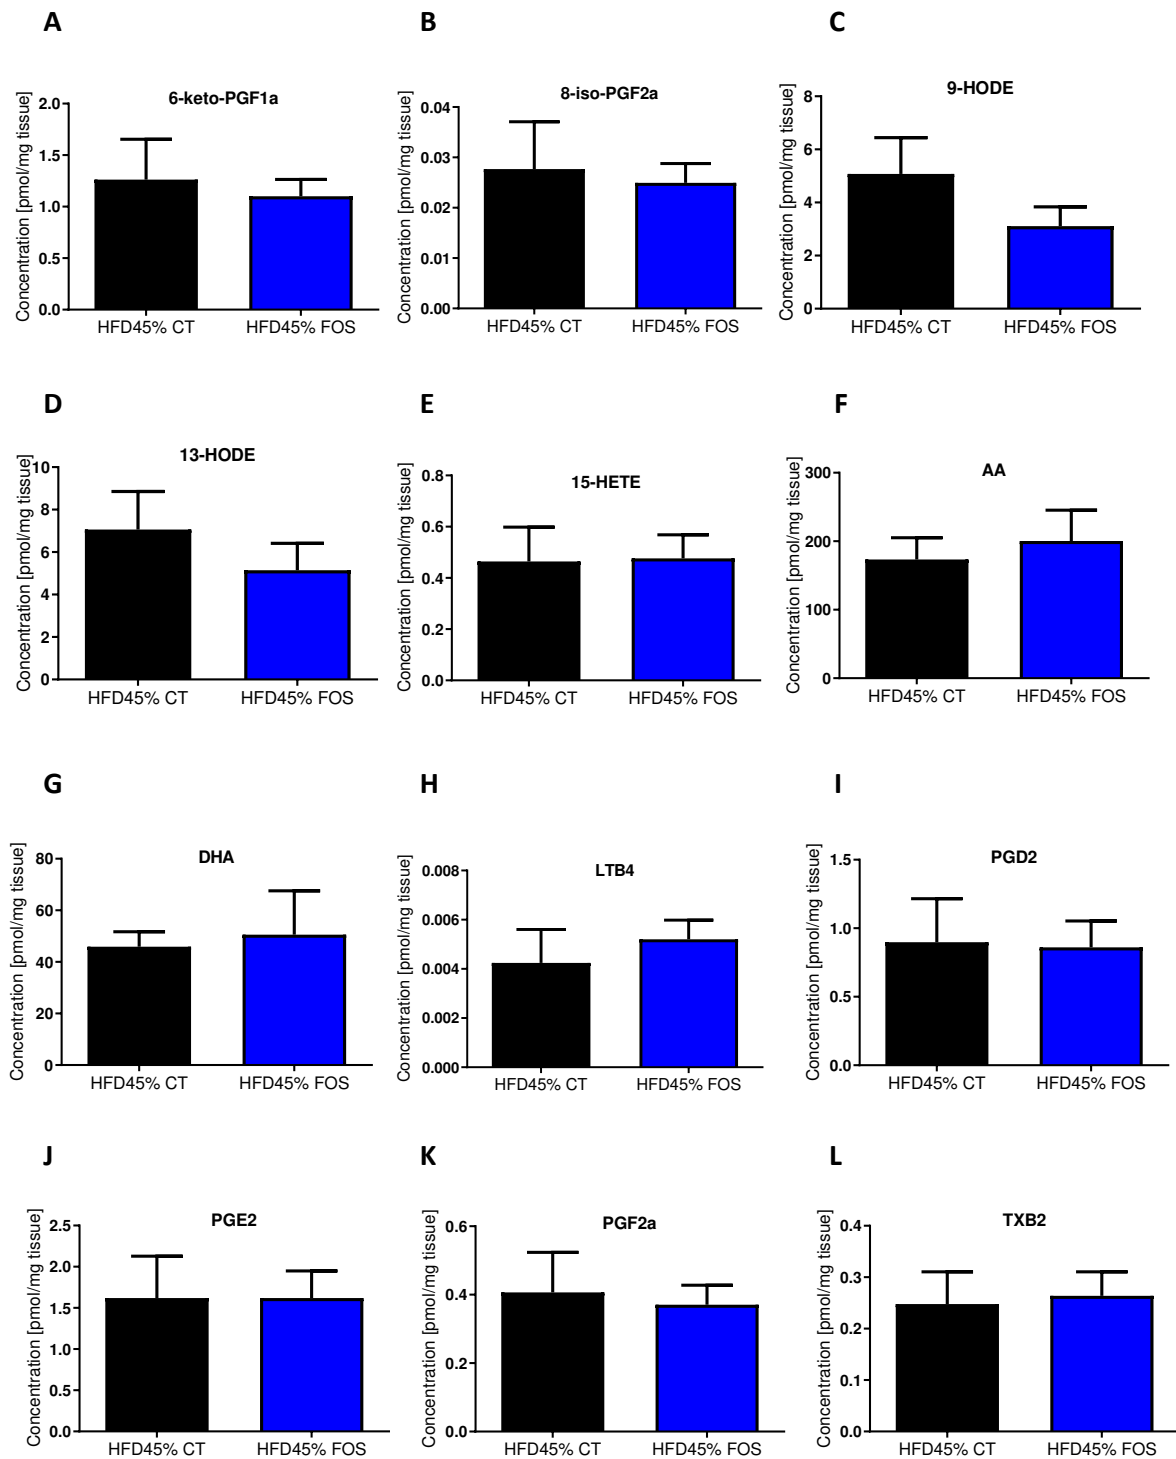 A
6-keto-PGF1a
Concentration [pmol/mg tissue]
2.0
1.5
1.0
0.5
0.0
HFD45% CT
HFD45% FOS
B
8-iso-PGF2a
Concentration [pmol/mg tissue]
0.04
0.03
0.02
0.01
0.00
HFD45% CT
HFD45% FOS
C
9-HODE
Concentration [pmol/mg tissue]
8
6
4
2
0
HFD45% CT
HFD45% FOS
D
13-HODE
Concentration [pmol/mg tissue]
10
8
6
4
2
0
HFD45% CT
HFD45% FOS
E
15-HETE
Concentration [pmol/mg tissue]
0.8
0.6
0.4
0.2
0.0
HFD45% CT
HFD45% FOS
F
AA
Concentration [pmol/mg tissue]
300
200
100
0
HFD45% CT
HFD45% FOS
G
DHA
Concentration [pmol/mg tissue]
80
60
40
20
0
HFD45% CT
HFD45% FOS
H
LTB4
Concentration [pmol/mg tissue]
0.008
0.006
0.004
0.002
0.000
HFD45% CT
HFD45% FOS
I
PGD2
Concentration [pmol/mg tissue]
1.5
1.0
0.5
0.0
HFD45% CT
HFD45% FOS
J
PGE2
Concentration [pmol/mg tissue]
2.5
2.0
1.5
1.0
0.5
0.0
HFD45% CT
HFD45% FOS
K
PGF2a
Concentration [pmol/mg tissue]
0.6
0.4
0.2
0.0
HFD45% CT
HFD45% FOS
L
TXB2
Concentration [pmol/mg tissue]
0.4
0.3
0.2
0.1
0.0
HFD45% CT
HFD45% FOS